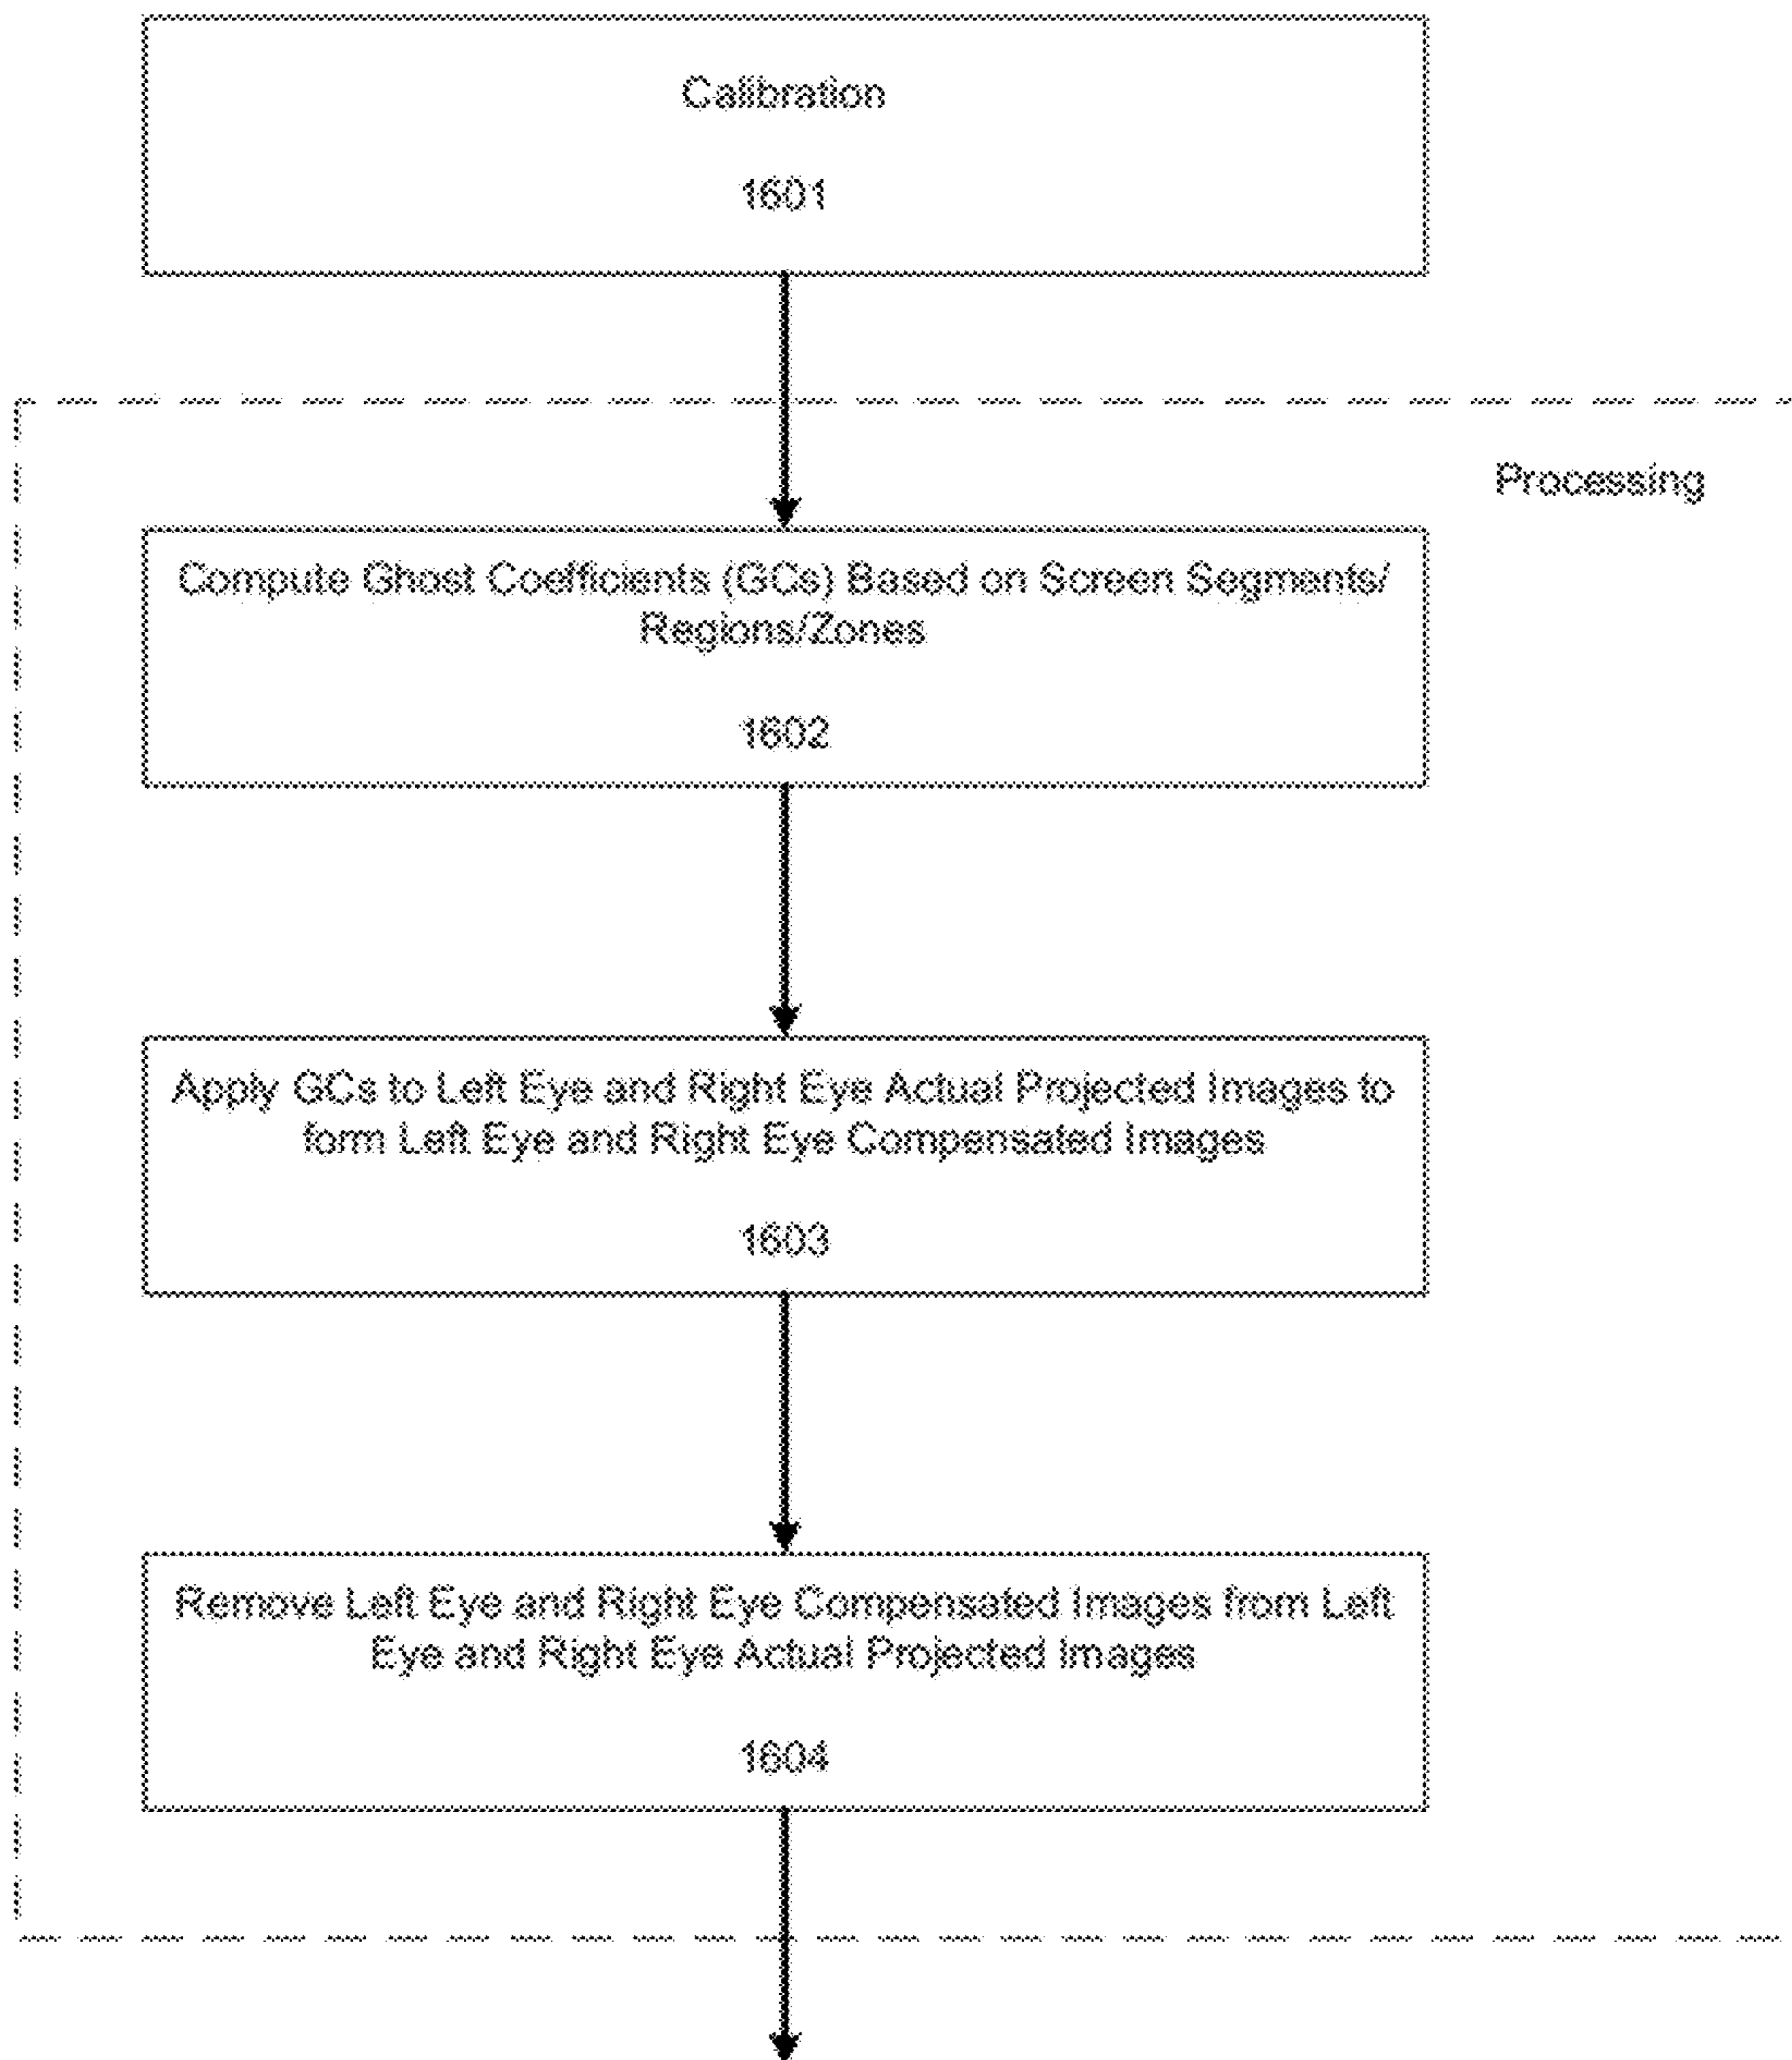 Calibration
1601
Processing
Compute Ghost Coefficients (GCs) Based on Screen Segments/
Regions/Zones
1602
Apply GCs to Left Eye and Right Eye Actual Projected Images to
form Left Eye and Right Eye Compensated Images
1603
Remove Left Eye and Right Eye Compensated Images from Left
Eye and Right Eye Actual Projected Images
1604